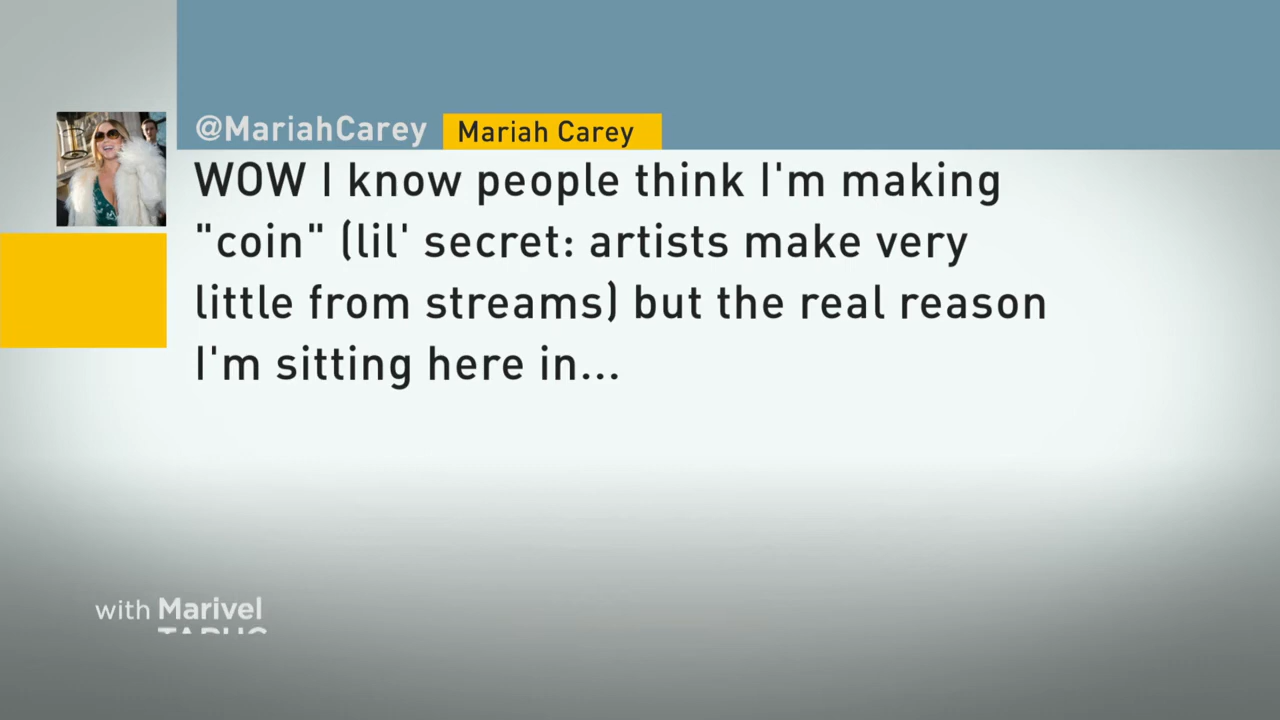 @MariahCarey Mariah Carey
WOW I know people think I'm making
"coin" (lil' secret: artists make very
little from streams) but the real reason
I'm sitting here in...
with Marivel